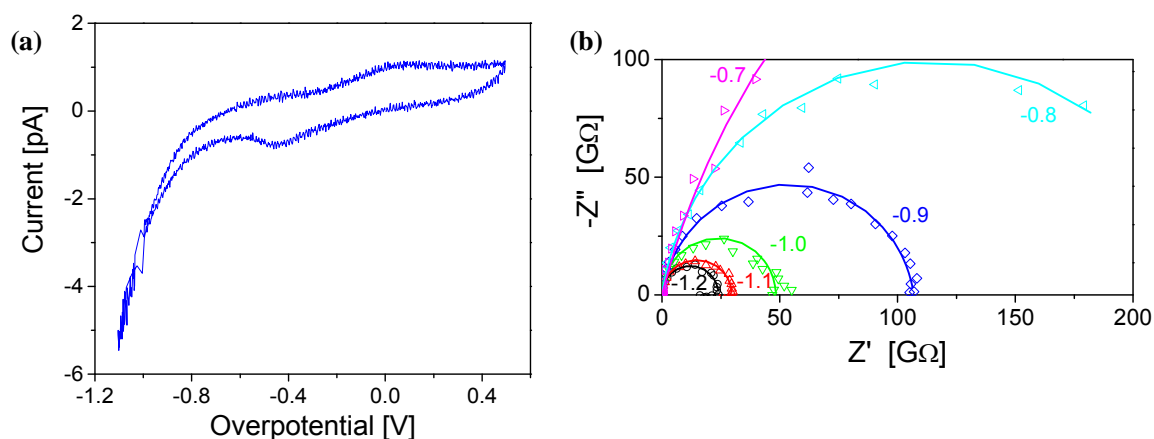 (a)
2
0
-2
-4
-6
Current [pA]
-1.2 -0.8 -0.4 0.0 0.4
Overpotential [V]
(b)
100
50
0
-Z" [GΩ]
-0.7
-0.8
-0.9
-1.0
-1.1
-1.2
0 50 100 150 200
Z' [GΩ]